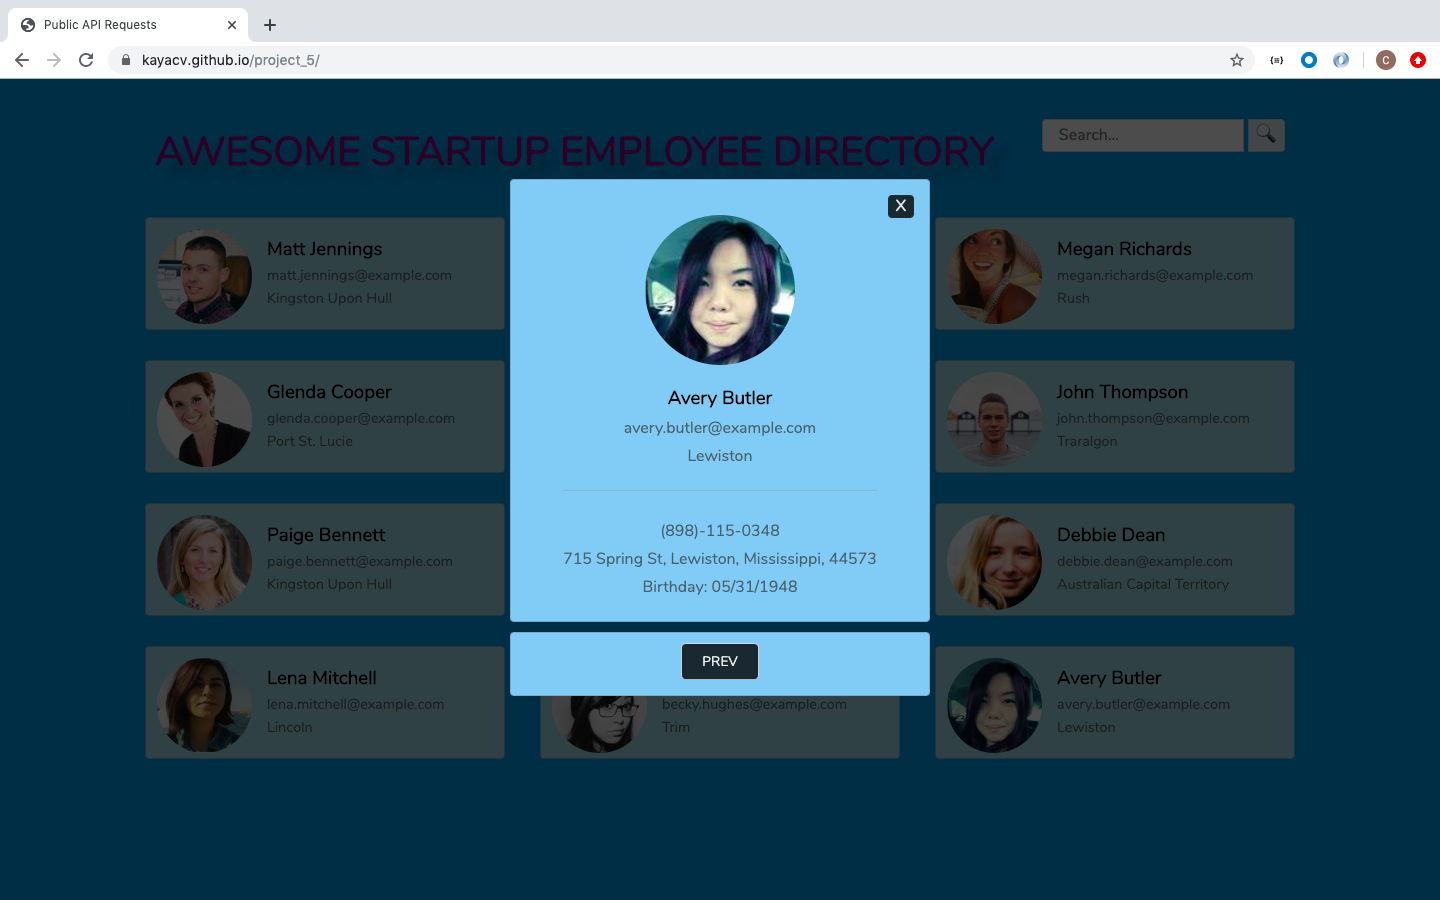 Public API Requests
kayacv.github.io/project_5/
C
AWESOME STARTUP EMPLOYEE DIRECTORY
Search...
X
Avery Butler
avery.butler@example.com
Lewiston
(898)-115-0348
715 Spring St, Lewiston, Mississippi, 44573
Birthday: 05/31/1948
PREV
Matt Jennings
matt.jennings@example.com
Kingston Upon Hull
Megan Richards
megan.richards@example.com
Rush
Glenda Cooper
glenda.cooper@example.com
Port St. Lucie
John Thompson
john.thompson@example.com
Traralgon
Paige Bennett
paige.bennett@example.com
Kingston Upon Hull
Debbie Dean
debbie.dean@example.com
Australian Capital Territory
Lena Mitchell
lena.mitchell@example.com
Lincoln
becky.hughes@example.com
Trim
Avery Butler
avery.butler@example.com
Lewiston